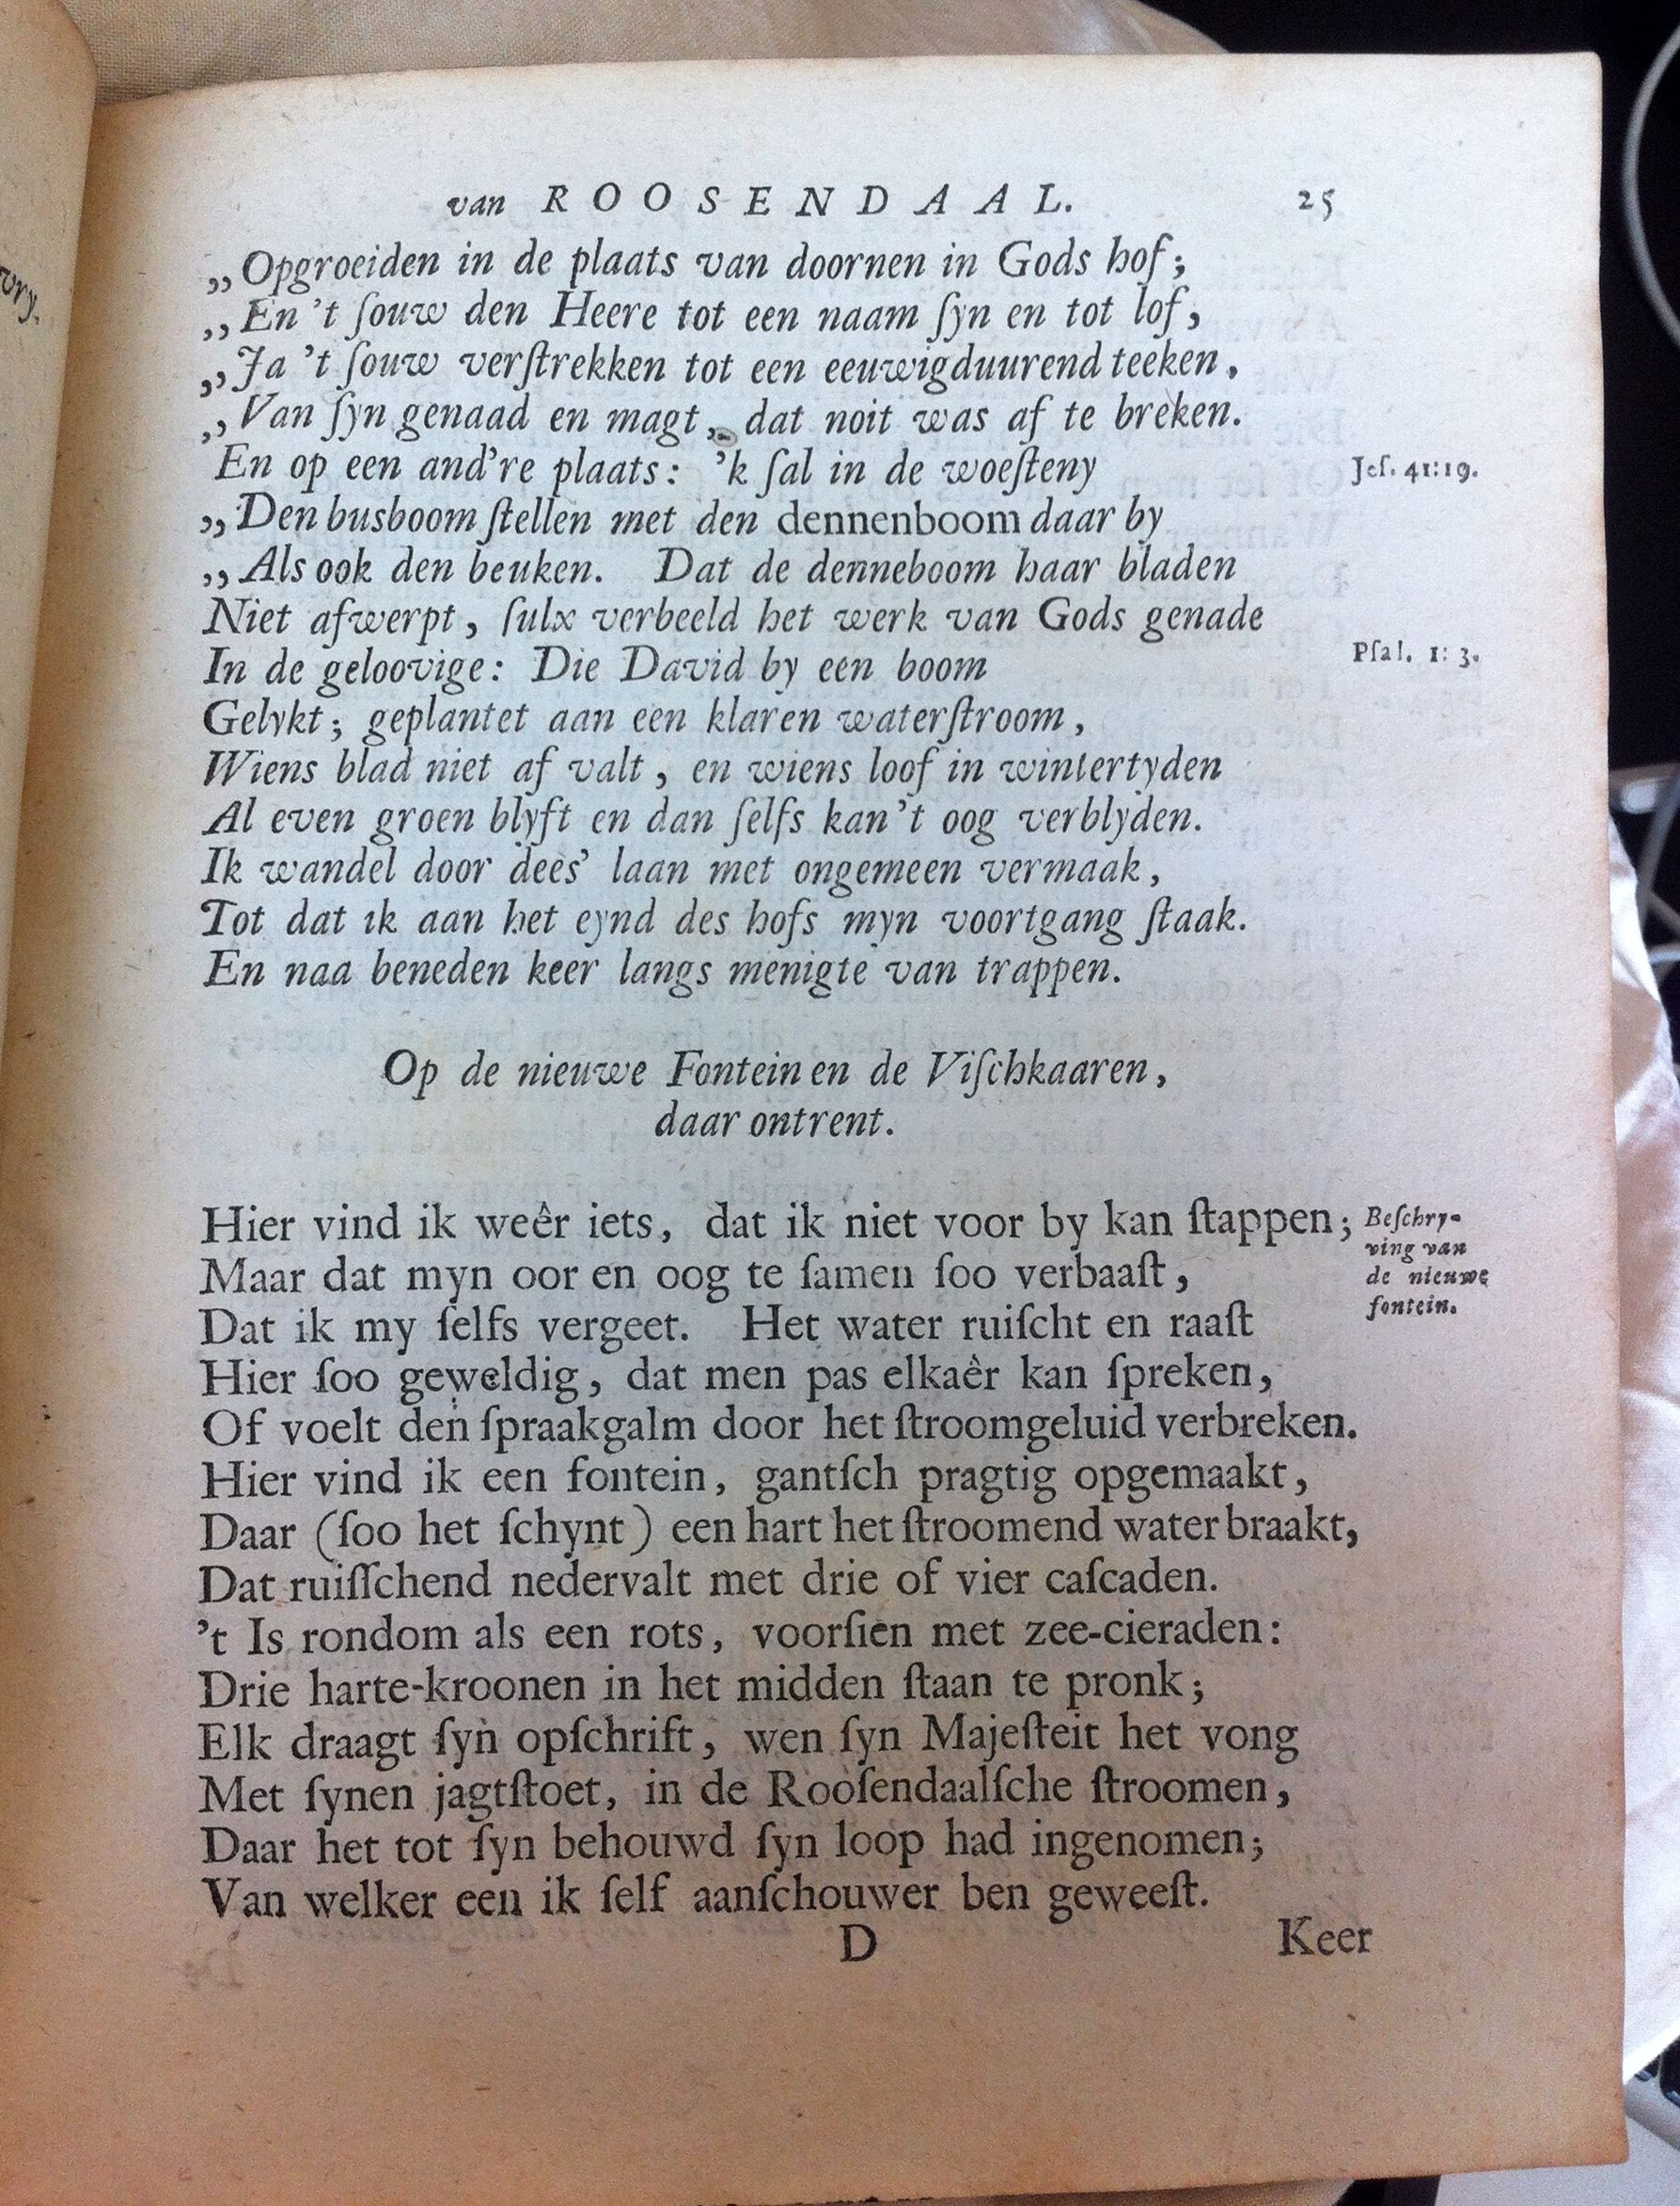 van ROOSENDAAL. 25
„Opgroeiden in de plaats van doornen in Gods hof;
„En 't ſouw den Heere tot een naam ſyn en tot lof,
„Ja 't ſouw verſtrekken tot een eeuwigduurend teeken,
„Van ſyn genaad en magt, dat noit was af te breken.
En op een and're plaats: 'k ſal in de woeſteny
Jeſ. 41:19.
„Den busboom ſtellen met den dennenboom daar by
„Als ook den beuken. Dat de denneboom haar bladen
Niet afwerpt, ſulx verbeeld het werk van Gods genade
In de geloovige: Die David by een boom
Pſal. 1: 3.
Gelykt; geplantet aan een klaren waterſtroom,
Wiens blad niet af valt, en wiens loof in wintertyden
Al even groen blyft en dan ſelfs kan't oog verblyden.
Ik wandel door dees' laan met ongemeen vermaak,
Tot dat ik aan het eynd des hofs myn voortgang ſtaak.
En naa beneden keer langs menigte van trappen.
Op de nieuwe Fontein en de Viſchkaaren,
daar ontrent.
Hier vind ik weêr iets, dat ik niet voor by kan ſtappen;
Maar dat myn oor en oog te ſamen ſoo verbaaſt,
Dat ik my ſelfs vergeet. Het water ruiſcht en raaſt
Hier ſoo geweldig, dat men pas elkaêr kan ſpreken,
Of voelt den ſpraakgalm door het ſtroomgeluid verbreken.
Hier vind ik een fontein, gantſch pragtig opgemaakt,
Daar (ſoo het ſchynt) een hart het ſtroomend water braakt,
Dat ruiſſchend nedervalt met drie of vier caſcaden.
't Is rondom als een rots, voorſien met zee-cieraden:
Drie harte-kroonen in het midden ſtaan te pronk;
Elk draagt ſyn opſchrift, wen ſyn Majeſteit het vong
Met ſynen jagtſtoet, in de Rooſendaalſche ſtroomen,
Daar het tot ſyn behouwd ſyn loop had ingenomen;
Van welker een ik ſelf aanſchouwer ben geweeſt.
Beſchry-
ving van
de nieuwe
fontein.
D Keer
vry.